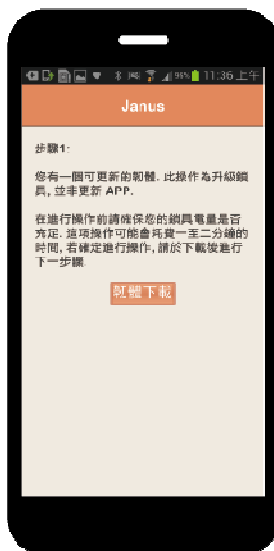 99% 11:36 上午
Janus
步驟1:
您有一個可更新的韌體. 此操作為升級鎖
具, 並非更新 APP.
在進行操作前請確保您的鎖具電量是否
充足. 這項操作可能會耗費一至二分鐘的
時間, 若確定進行操作, 請於下載後進行
下一步驟.
韌體下載